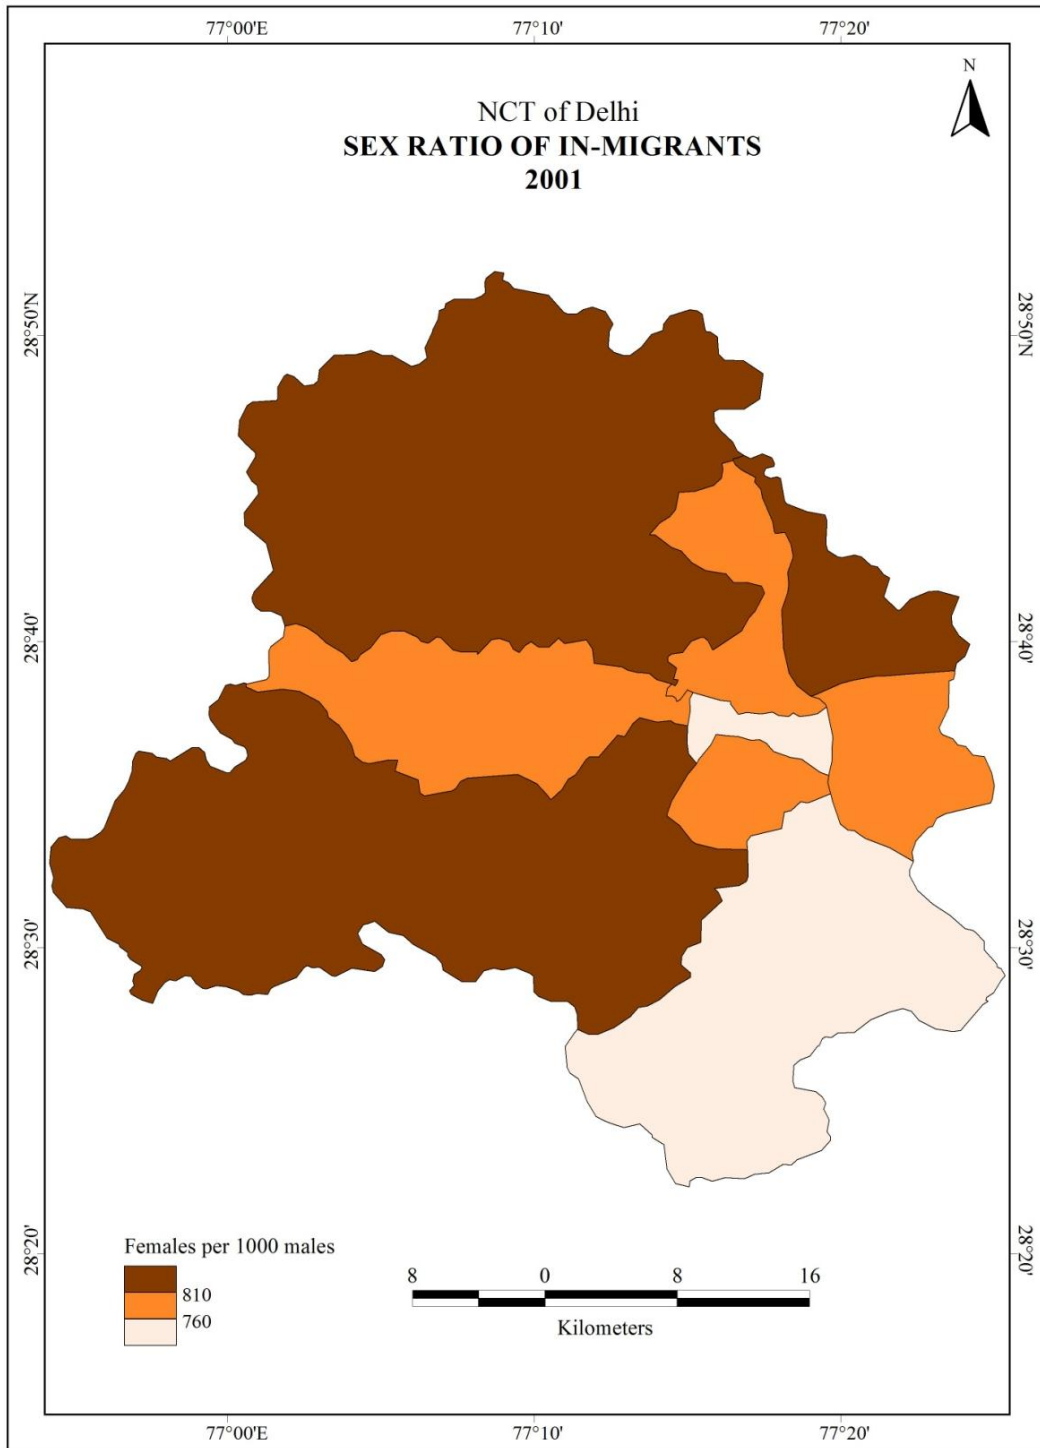 77°00'E 77°10' 77°20'
N
NCT of Delhi
SEX RATIO OF IN-MIGRANTS
2001
28°50'N 28°50'N
28°40' 28°40'
28°30' 28°30'
28°20' 28°20'
Females per 1000 males
810
760
8 0 8 16
Kilometers
77°00'E 77°10' 77°20'